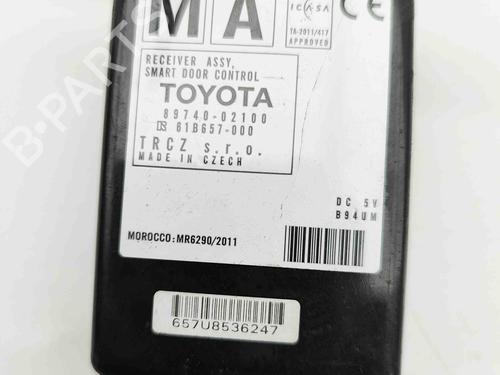 MA
ICASA
TA-2011/417
APPROVED
CE
RECEIVER ASSY,
SMART DOOR CONTROL
TOYOTA
89740-02100
61B657-000
TRCZ s.r.o.
MADE IN CZECH
DC 5V
B94UM
MOROCCO:MR6290/2011
657U8536247
B-PARTS